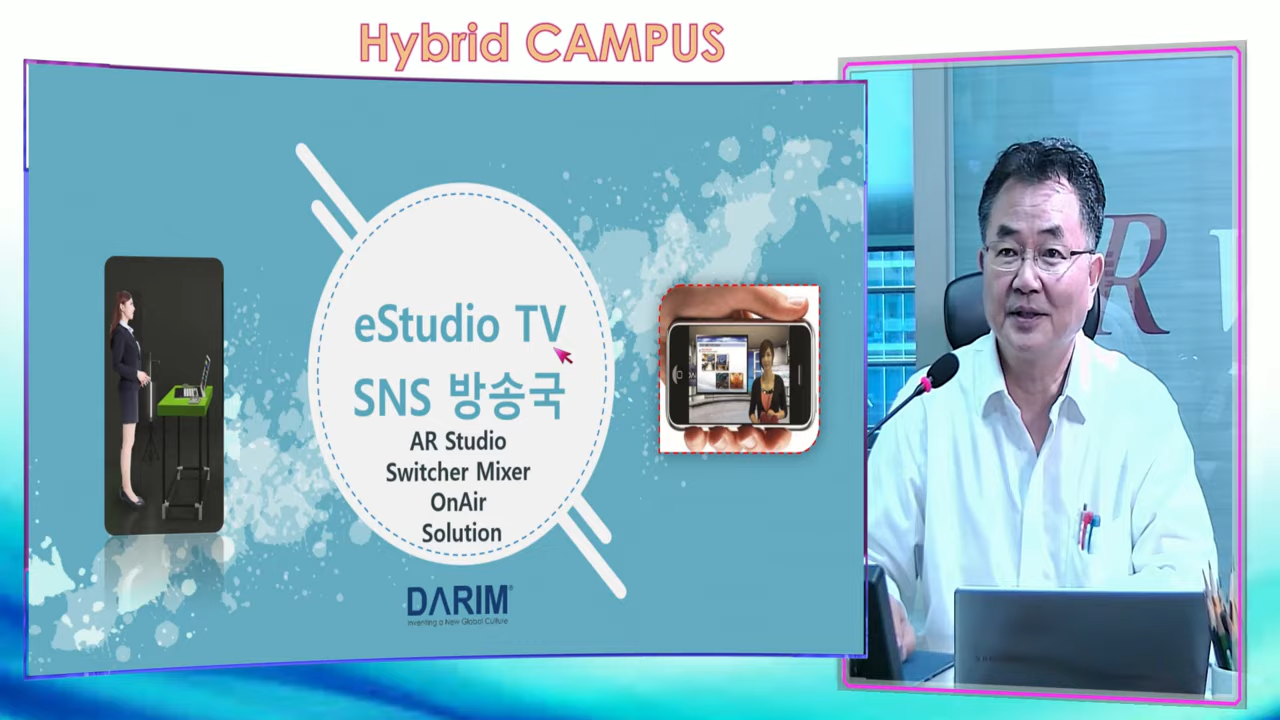 Hybrid CAMPUS
eStudio TV
SNS 방송국
AR Studio
Switcher Mixer
OnAir
Solution
DARIM®
Inventing a New Global Culture
R